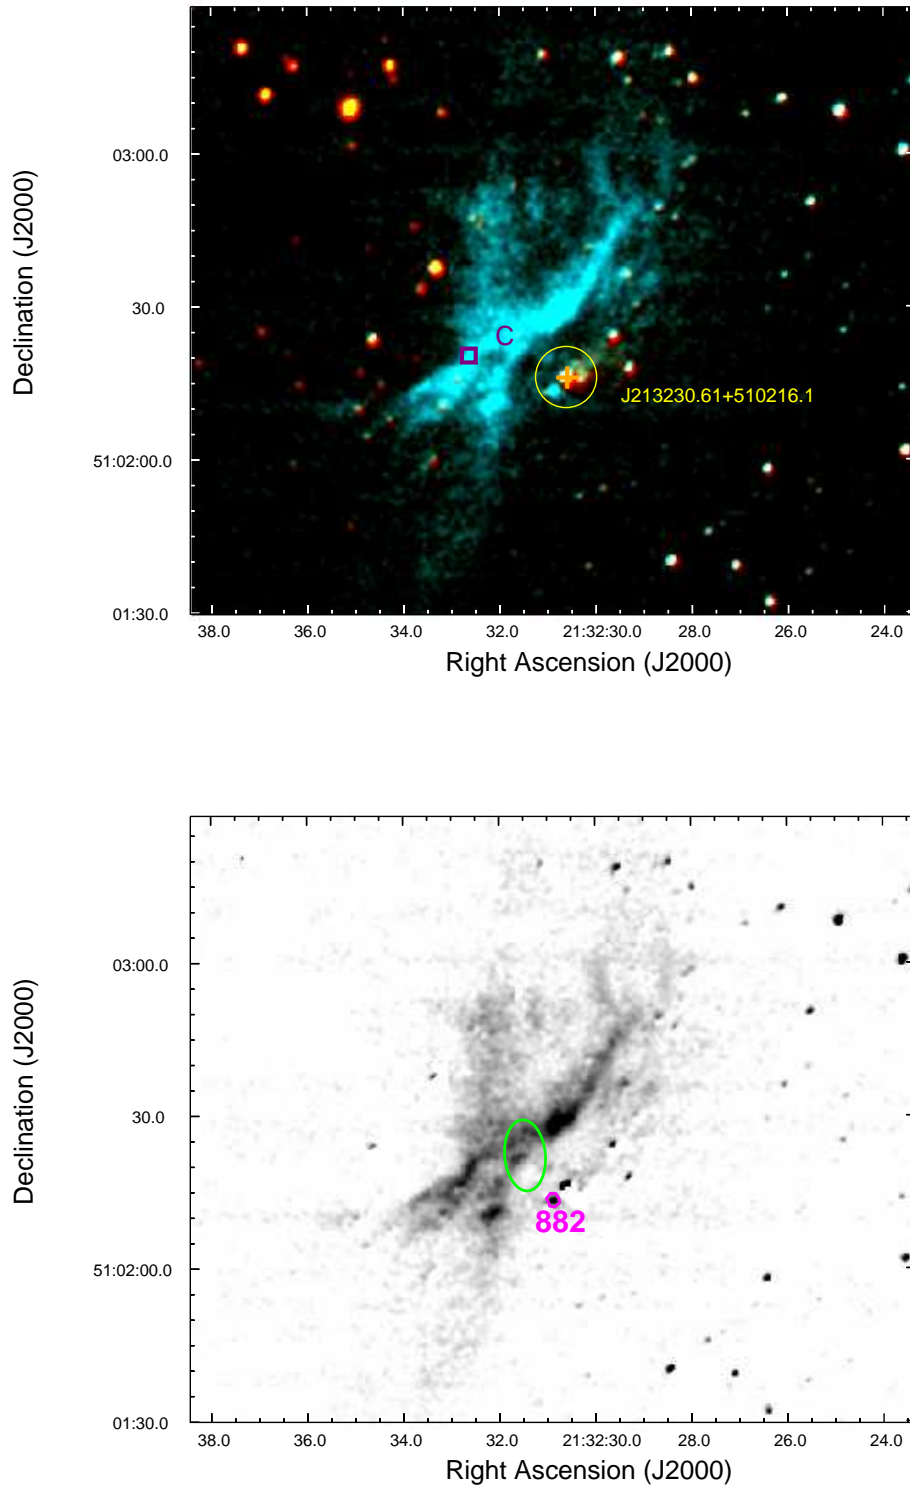 Declination (J2000)
03:00.0
30.0
51:02:00.0
01:30.0
C
J213230.61+510216.1
38.0 36.0 34.0 32.0 21:32:30.0 28.0 26.0 24.0
Right Ascension (J2000)
Declination (J2000)
03:00.0
30.0
51:02:00.0
01:30.0
882
38.0 36.0 34.0 32.0 21:32:30.0 28.0 26.0 24.0
Right Ascension (J2000)